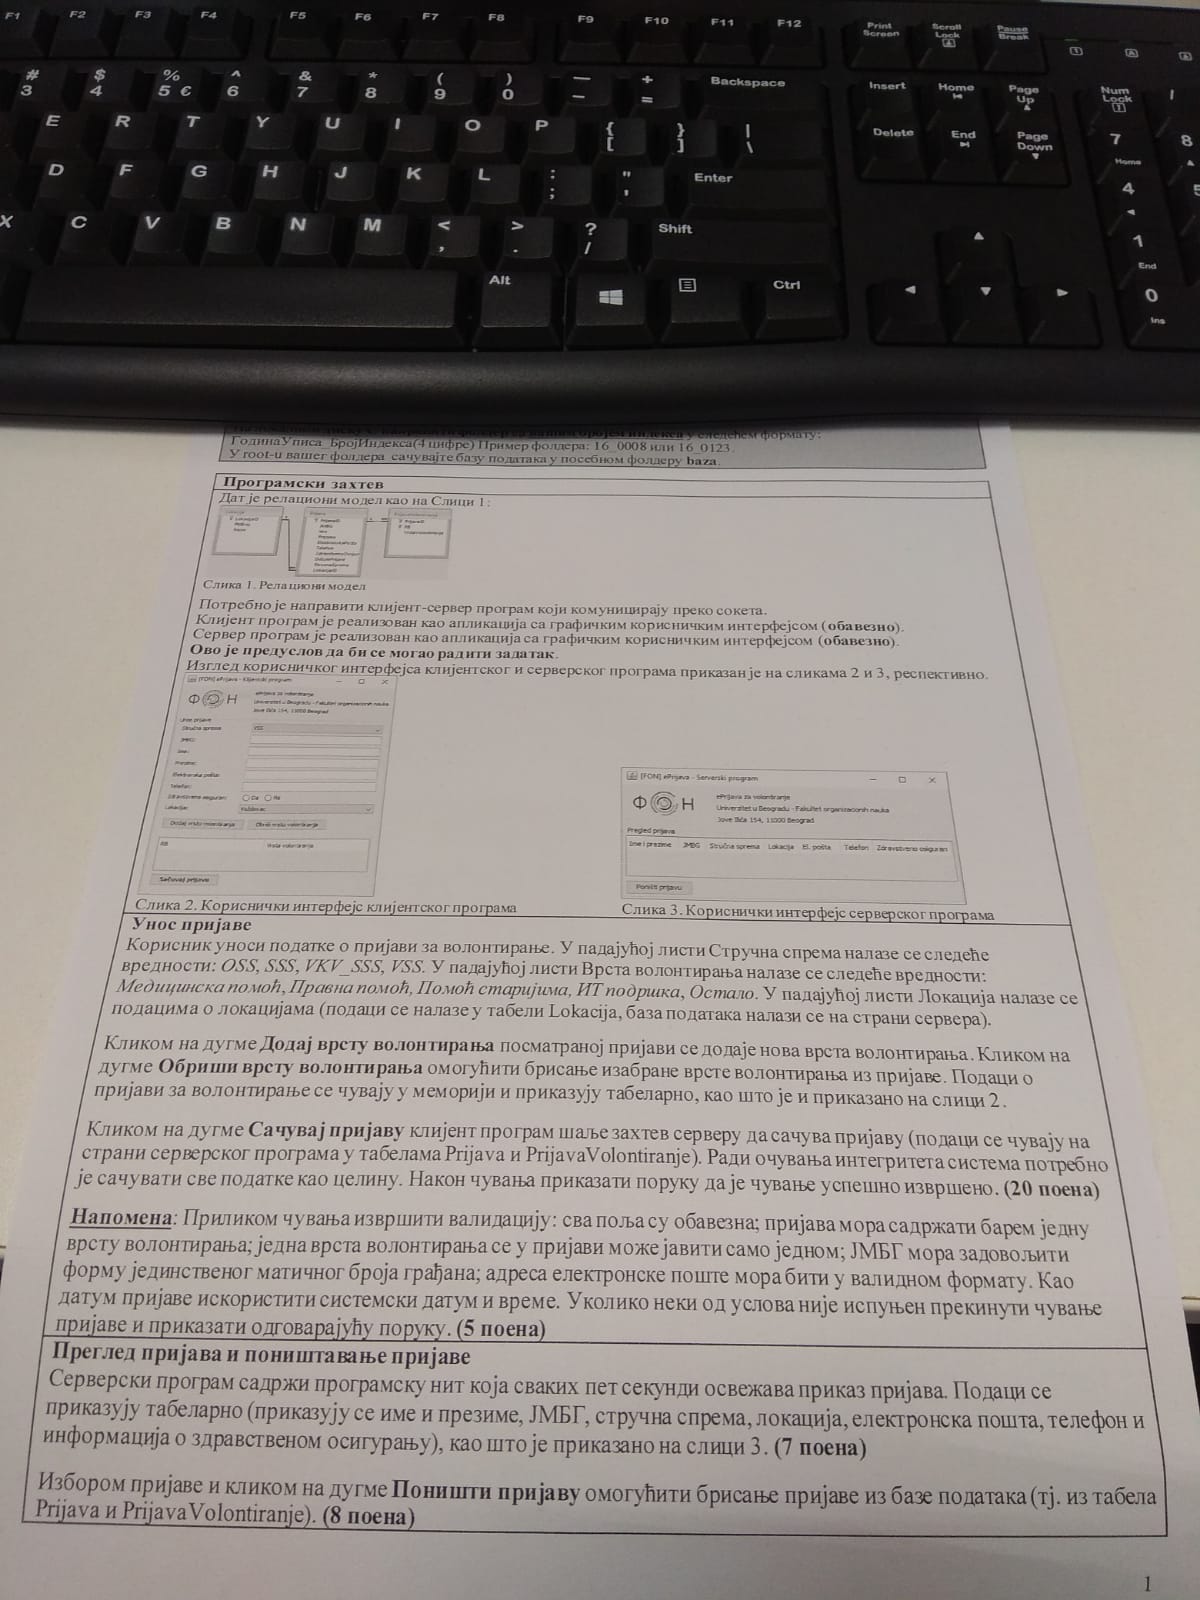 F1 F2 F3 F4 F5 F6 F7 F8 F9 F10 F11 F12 Print Screen Scroll Lock Pause Break
# 3 $ 4 % 5 € ^ 6 & 7 * 8 ( 9 ) 0 — – + = Backspace Insert Home Page Up Num Lock
E R T Y U I O P { [ } ] | \ Delete End Page Down 7 Home 8
D F G H J K L : ; " ' Enter 4
X C V B N M < , > . ? / Shift 1 End
Alt Ctrl 0 Ins
ГодинаУписа_БројИндекса(4 цифре) Пример фолдера: 16_0008 или 16_0123.
У root-u вашег фолдера сачувајте базу података у посебном фолдеру baza.
Програмски захтев
Дат је релациони модел као на Слици 1:
Слика 1. Релациони модел
Потребно је направити клијент-сервер програм који комуницирају преко сокета.
Клијент програм је реализован као апликација са графичким корисничким интерфејсом (обавезно).
Сервер програм је реализован као апликација са графичким корисничким интерфејсом (обавезно).
Ово је предуслов да би се могао радити задатак.
Изглед корисничког интерфејса клијентског и серверског програма приказан је на сликама 2 и 3, респективно.
[FON] ePrijava - Klijentski program
ePrijava za volontiranje
Ф О Н Univerzitet u Beogradu - Fakultet organizacionih nauka
Jove Ilića 154, 11000 Beograd
Unos prijave
Stručna sprema VSS
JMBG:
Ime:
Prezime:
Elektronska pošta:
Telefon:
Zdravstveno osiguran: Da Ne
Lokacija:
Dodaj vrstu volontiranja Obriši vrstu volontiranja
RB Vrsta volontiranja
Sačuvaj prijavu
[FON] ePrijava - Serverski program
ePrijava za volontiranje
Ф О Н Univerzitet u Beogradu - Fakultet organizacionih nauka
Jove Ilića 154, 11000 Beograd
Pregled prijava
Ime i prezime JMBG Stručna sprema Lokacija El. pošta Telefon Zdravstveno osiguran
Poništi prijavu
Слика 2. Кориснички интерфејс клијентског програма
Слика 3. Кориснички интерфејс серверског програма
Унос пријаве
Корисник уноси податке о пријави за волонтирање. У падајућој листи Стручна спрема налазе се следеће
вредности: OSS, SSS, VKV_SSS, VSS. У падајућој листи Врста волонтирања налазе се следеће вредности:
Медицинска помоћ, Правна помоћ, Помоћ старијима, ИТ подршка, Остало. У падајућој листи Локација налазе се
подацима о локацијама (подаци се налазе у табели Lokacija, база података налази се на страни сервера).
Кликом на дугме Додај врсту волонтирања посматраној пријави се додаје нова врста волонтирања. Кликом на
дугме Обриши врсту волонтирања омогућити брисање изабране врсте волонтирања из пријаве. Подаци о
пријави за волонтирање се чувају у меморији и приказују табеларно, као што је и приказано на слици 2.
Кликом на дугме Сачувај пријаву клијент програм шаље захтев серверу да сачува пријаву (подаци се чувају на
страни серверског програма у табелама Prijava и PrijavaVolontiranje). Ради очувања интегритета система потребно
је сачувати све податке као целину. Након чувања приказати поруку да је чување успешно извршено. (20 поена)
Напомена: Приликом чувања извршити валидацију: сва поља су обавезна; пријава мора садржати барем једну
врсту волонтирања; једна врста волонтирања се у пријави може јавити само једном; ЈМБГ мора задовољити
форму јединственог матичног броја грађана; адреса електронске поште мора бити у валидном формату. Као
датум пријаве искористити системски датум и време. Уколико неки од услова није испуњен прекинути чување
пријаве и приказати одговарајућу поруку. (5 поена)
Преглед пријава и поништавање пријаве
Серверски програм садржи програмску нит која сваких пет секунди освежава приказ пријава. Подаци се
приказују табеларно (приказују се име и презиме, ЈМБГ, стручна спрема, локација, електронска пошта, телефон и
информација о здравственом осигурању), као што је приказано на слици 3. (7 поена)
Избором пријаве и кликом на дугме Поништи пријаву омогућити брисање пријаве из базе података (тј. из табела
Prijava и PrijavaVolontiranje). (8 поена)
1